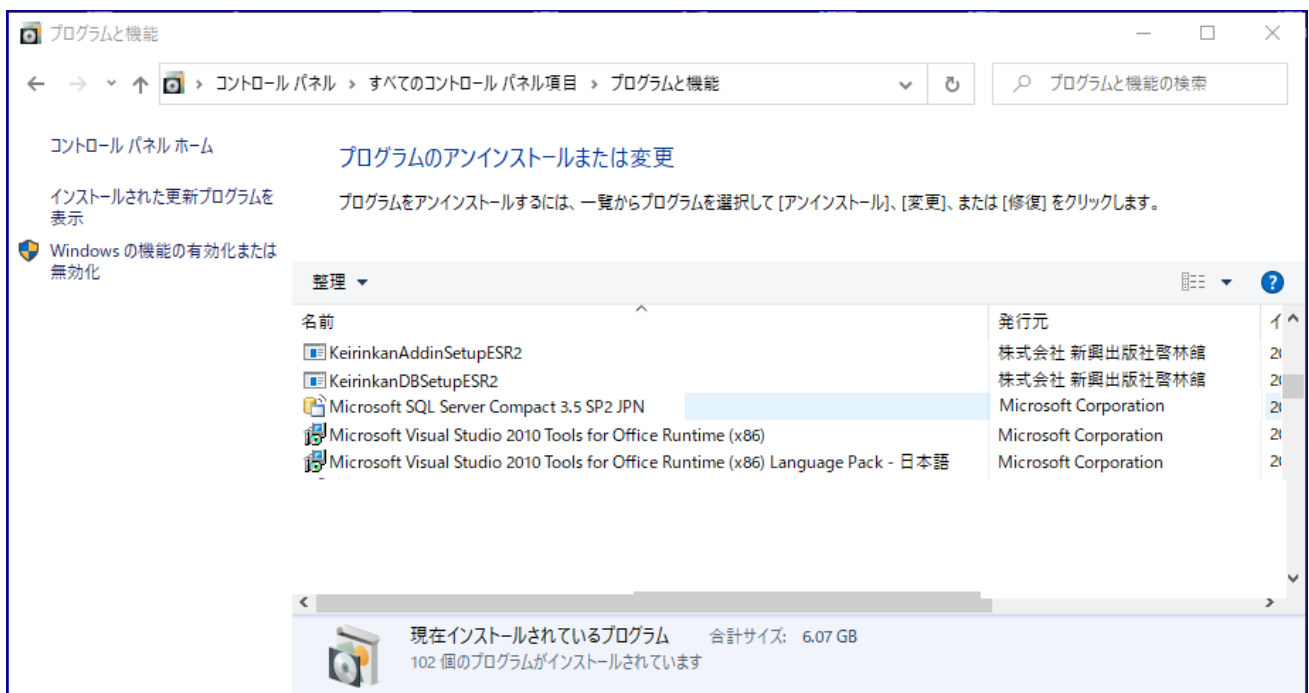 プログラムと機能
コントロール パネル › すべてのコントロール パネル項目 › プログラムと機能
プログラムと機能の検索
コントロール パネル ホーム
インストールされた更新プログラムを
表示
Windows の機能の有効化または
無効化
プログラムのアンインストールまたは変更
プログラムをアンインストールするには、一覧からプログラムを選択して [アンインストール]、[変更]、または [修復] をクリックします。
整理
名前 発行元 イ
KeirinkanAddinSetupESR2 株式会社 新興出版社啓林館 20
KeirinkanDBSetupESR2 株式会社 新興出版社啓林館 20
Microsoft SQL Server Compact 3.5 SP2 JPN Microsoft Corporation 20
Microsoft Visual Studio 2010 Tools for Office Runtime (x86) Microsoft Corporation 20
Microsoft Visual Studio 2010 Tools for Office Runtime (x86) Language Pack - 日本語 Microsoft Corporation 20
現在インストールされているプログラム 合計サイズ: 6.07 GB
102 個のプログラムがインストールされています